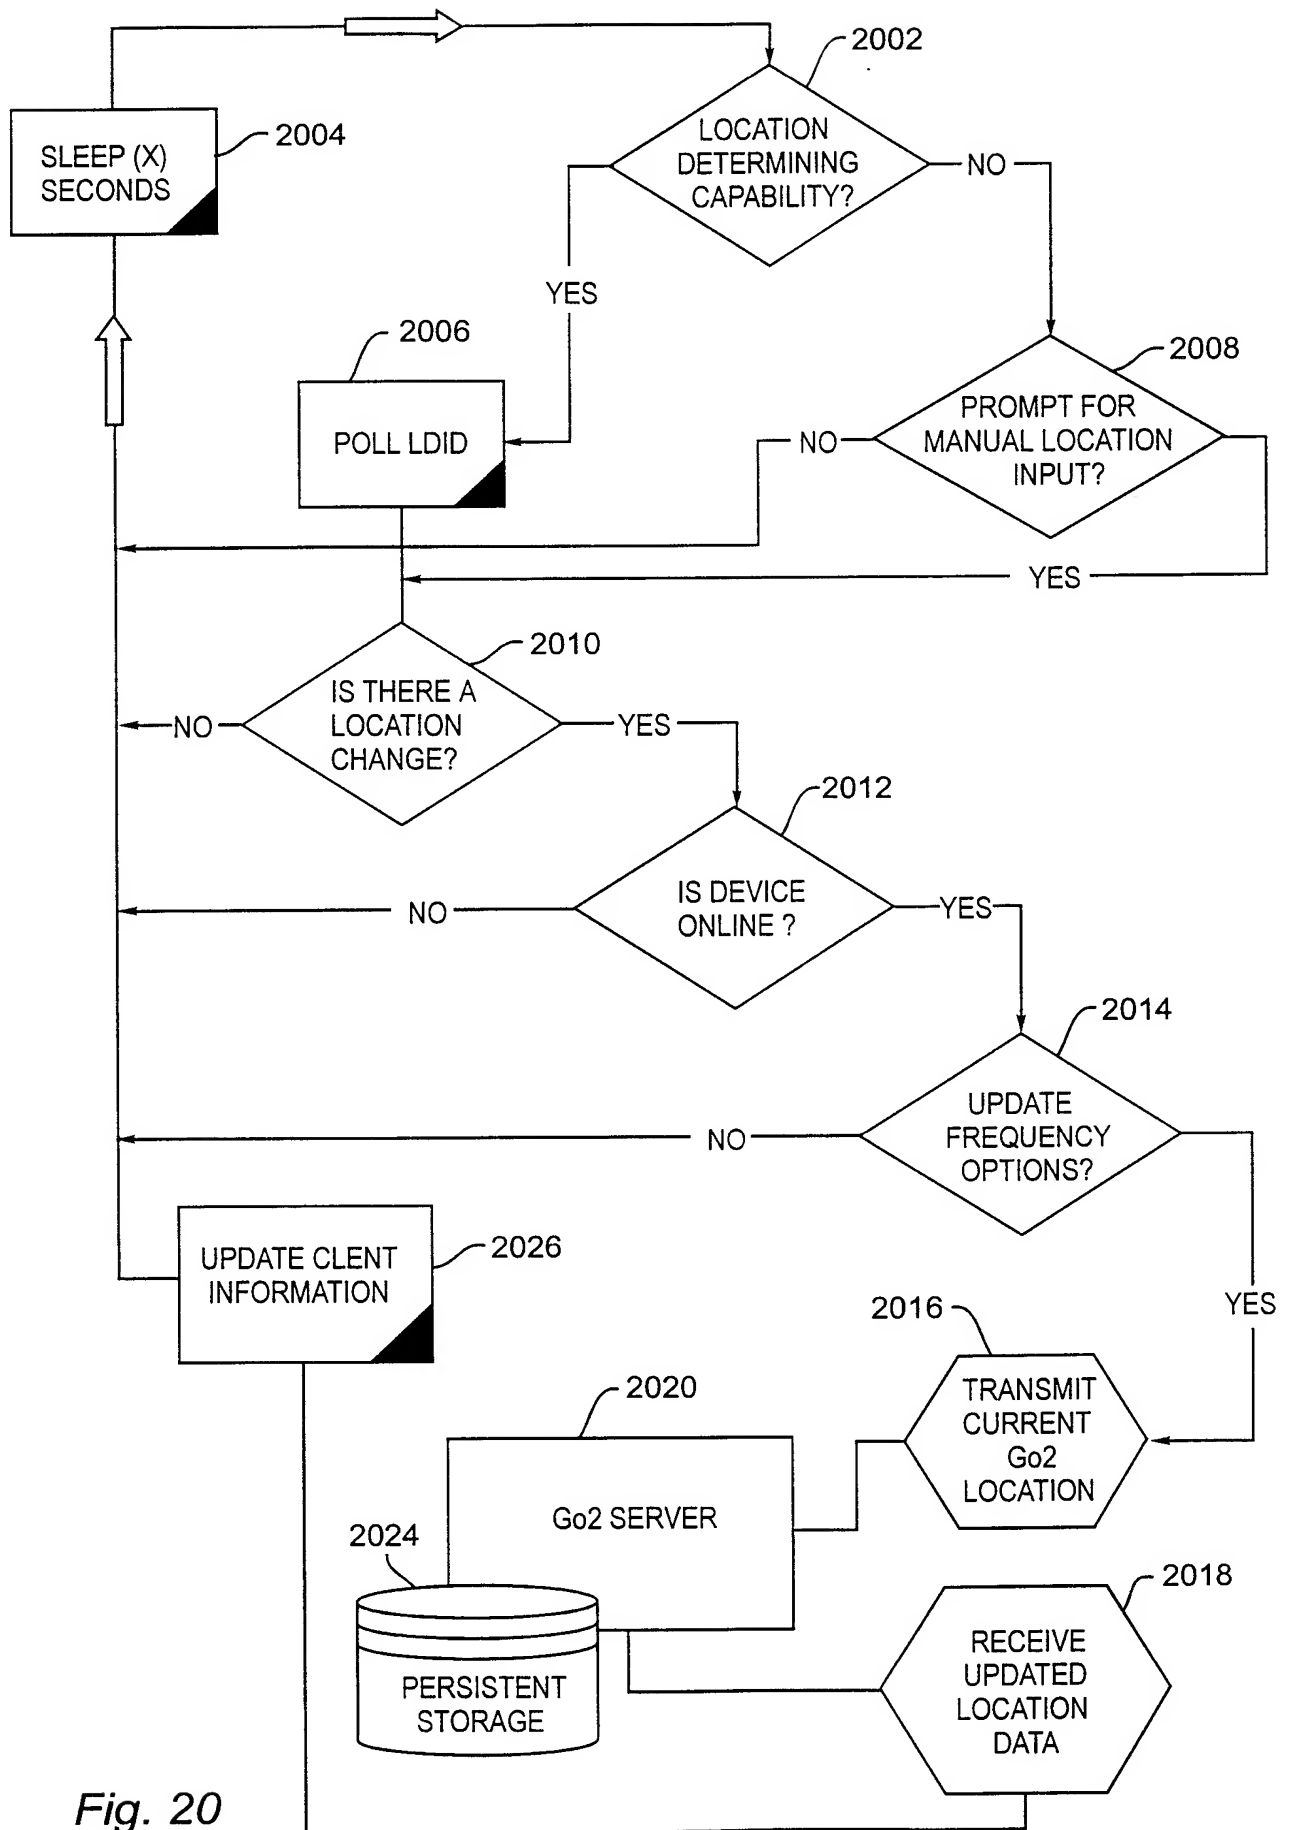 2002
LOCATION
DETERMINING
CAPABILITY?
NO
2004
SLEEP (X)
SECONDS
YES
2006
POLL LDID
2008
PROMPT FOR
MANUAL LOCATION
INPUT?
NO
YES
2010
IS THERE A
LOCATION
CHANGE?
NO
YES
2012
IS DEVICE
ONLINE ?
NO
YES
2014
UPDATE
FREQUENCY
OPTIONS?
NO
YES
2026
UPDATE CLENT
INFORMATION
2016
TRANSMIT
CURRENT
Go2
LOCATION
2020
Go2 SERVER
2024
PERSISTENT
STORAGE
2018
RECEIVE
UPDATED
LOCATION
DATA
Fig. 20